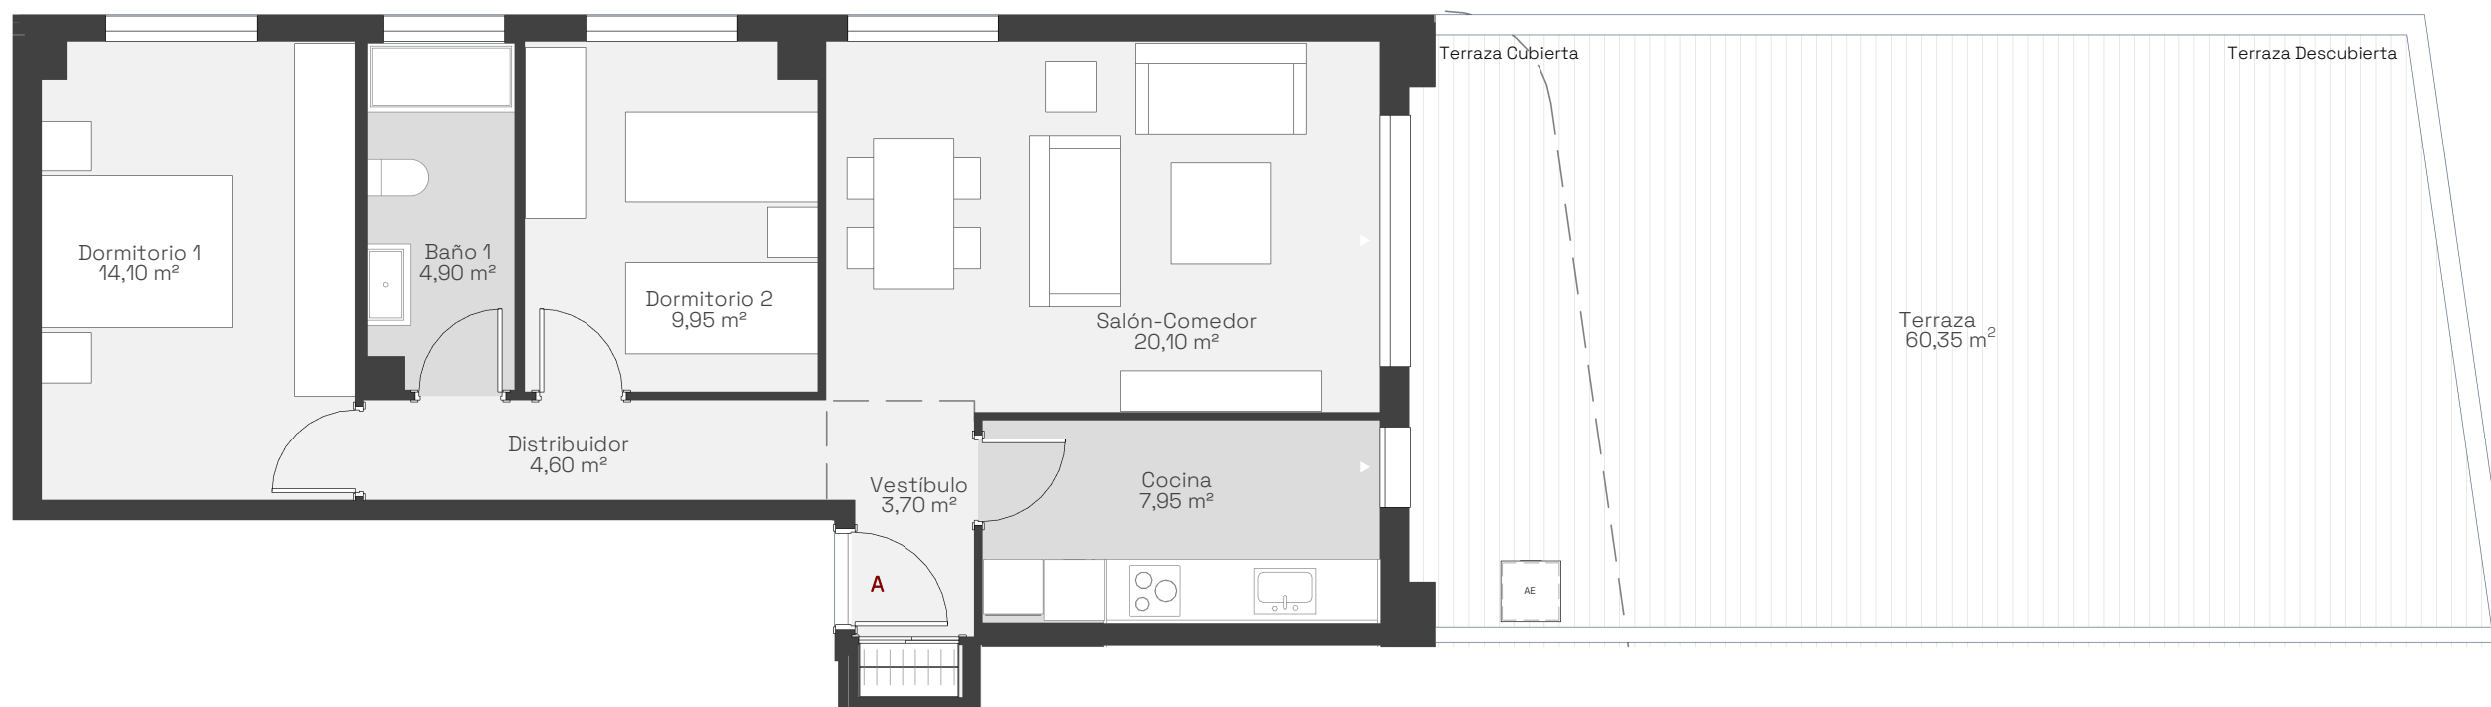 Terraza Cubierta
Terraza Descubierta
Dormitorio 1
14,10 m²
Baño 1
4,90 m²
Dormitorio 2
9,95 m²
Salón-Comedor
20,10 m²
Terraza
60,35 m²
Distribuidor
4,60 m²
Vestíbulo
3,70 m²
Cocina
7,95 m²
A
AE